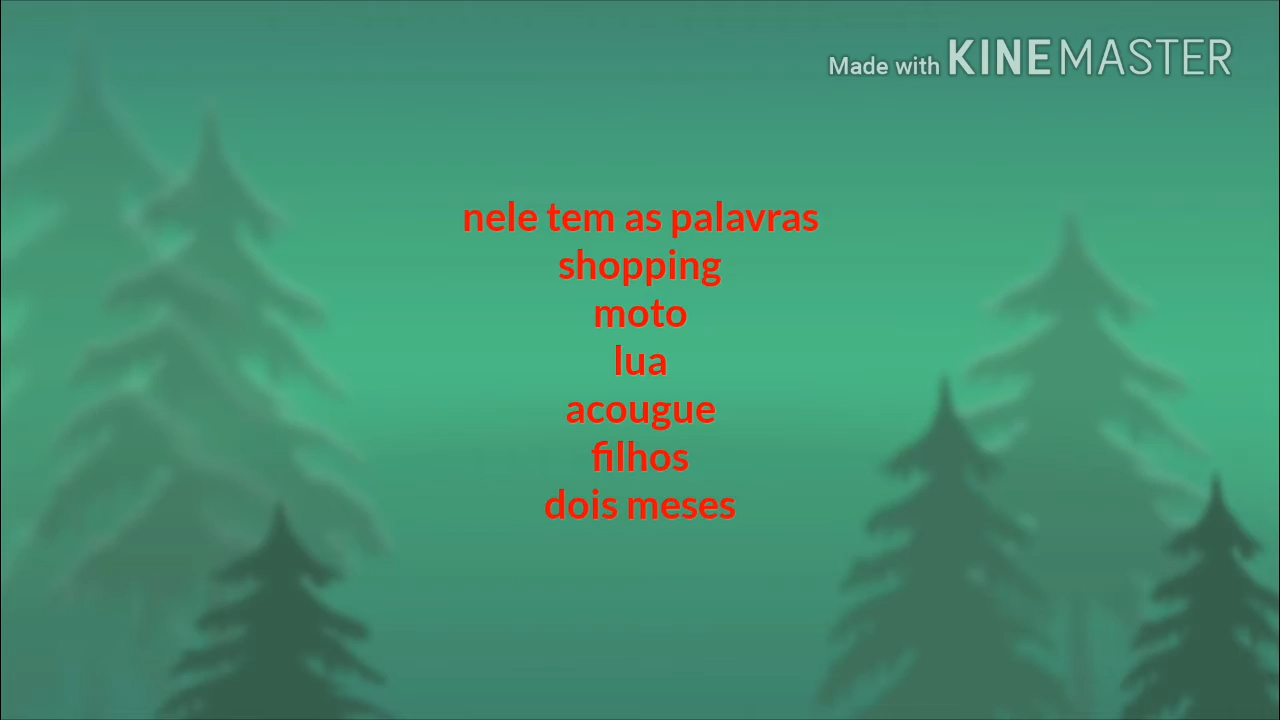 Made with KINEMASTER
nele tem as palavras
shopping
moto
lua
acougue
filhos
dois meses